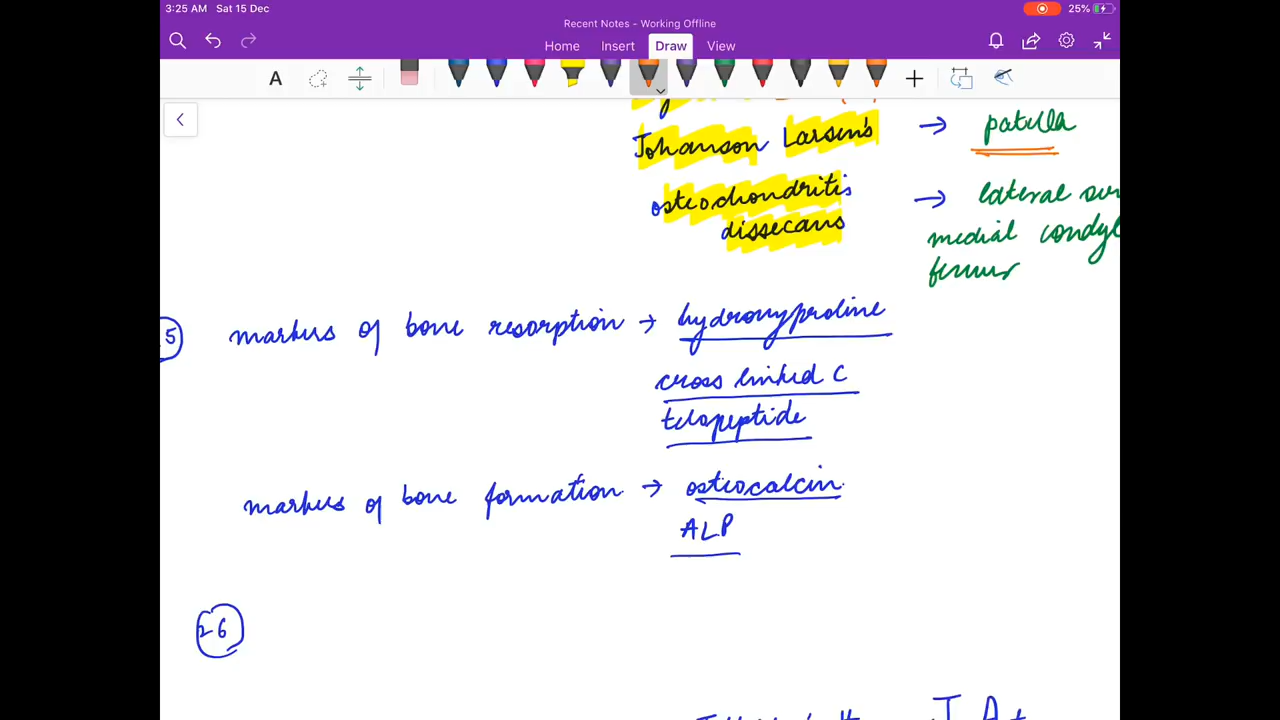 3:25 AM Sat 15 Dec
25%
Recent Notes - Working Offline
Home Insert Draw View
A
Johanson Larsen's → patella
osteochondritis → lateral sur
dissecans medial condyl
femur
5 markers of bone resorption → hydroxyproline
cross linked C
telopeptide
markers of bone formation → osteocalcin
ALP
26